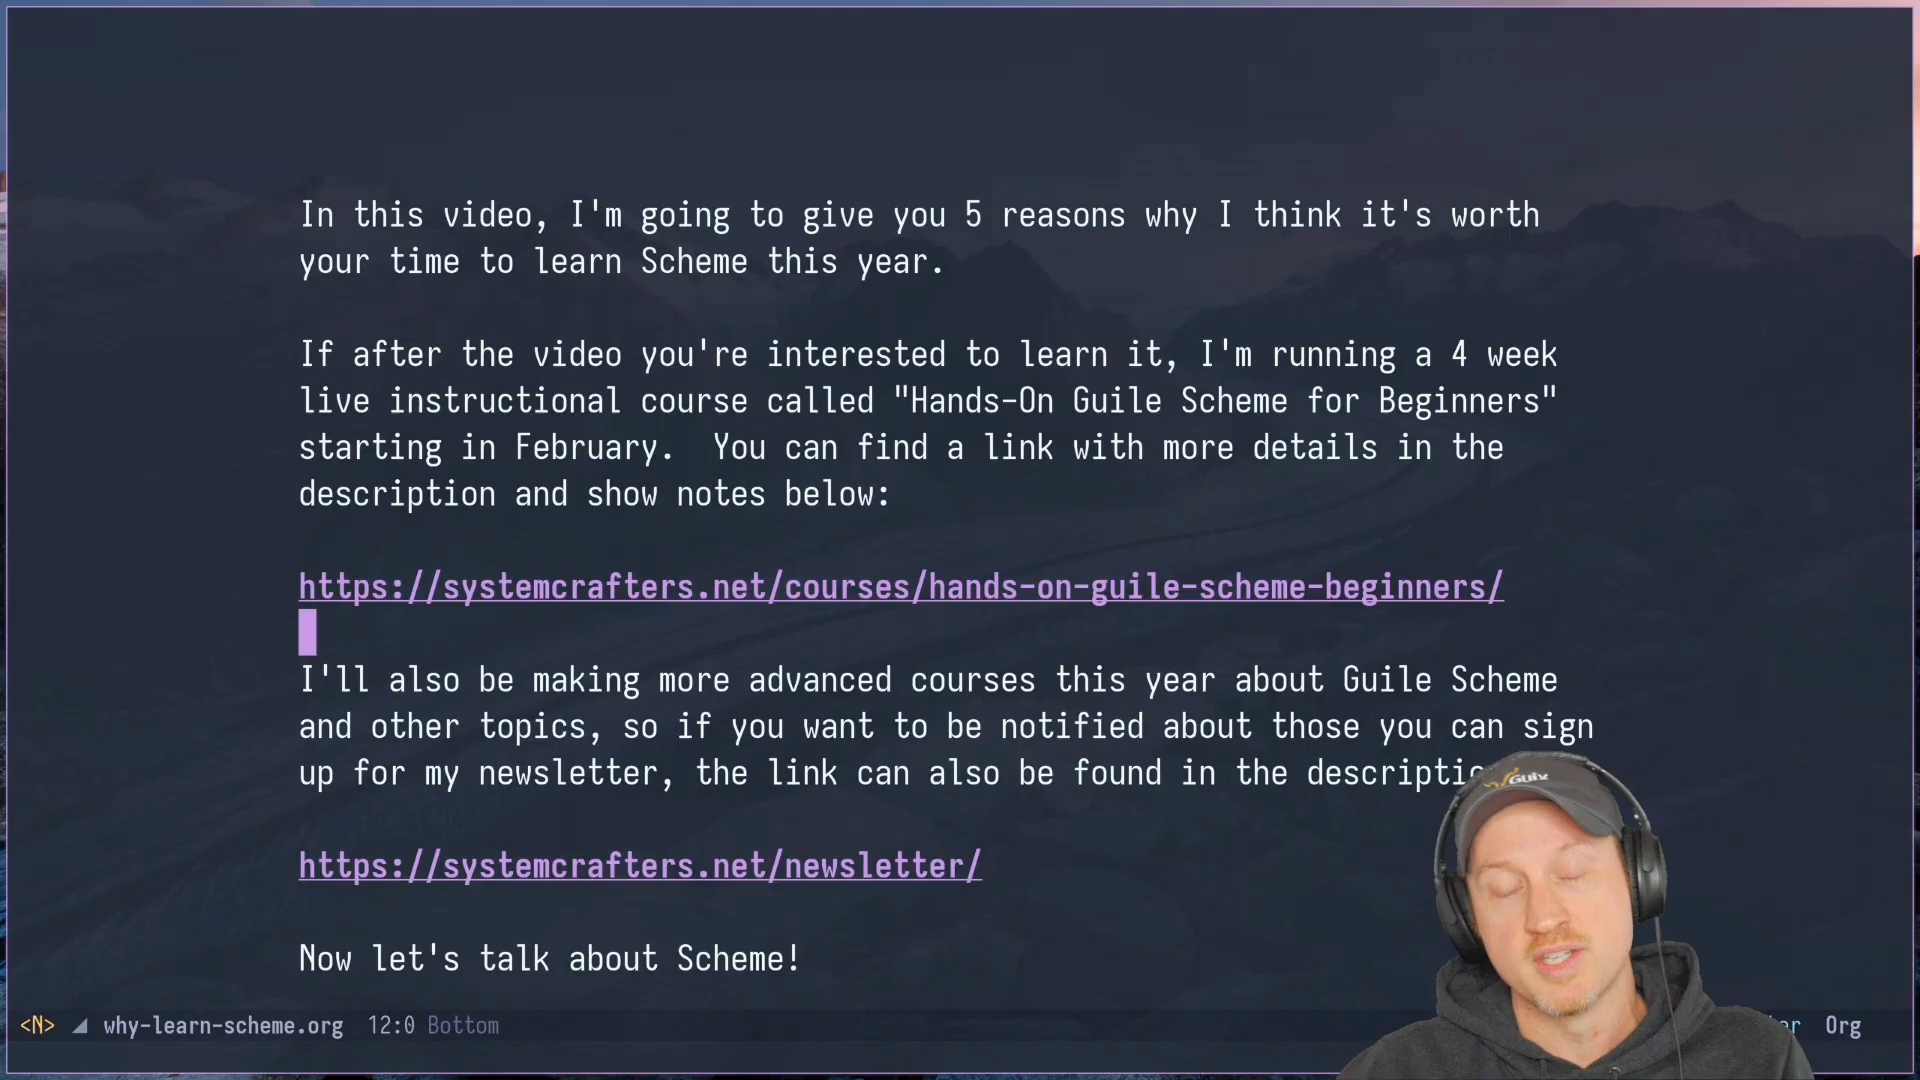 In this video, I'm going to give you 5 reasons why I think it's worth
your time to learn Scheme this year.
If after the video you're interested to learn it, I'm running a 4 week
live instructional course called "Hands-On Guile Scheme for Beginners"
starting in February.  You can find a link with more details in the
description and show notes below:
https://systemcrafters.net/courses/hands-on-guile-scheme-beginners/
I'll also be making more advanced courses this year about Guile Scheme
and other topics, so if you want to be notified about those you can sign
up for my newsletter, the link can also be found in the
https://systemcrafters.net/newsletter/
Guix
Now let's talk about Scheme!
<N> why-learn-scheme.org 12:0 Bottom Org